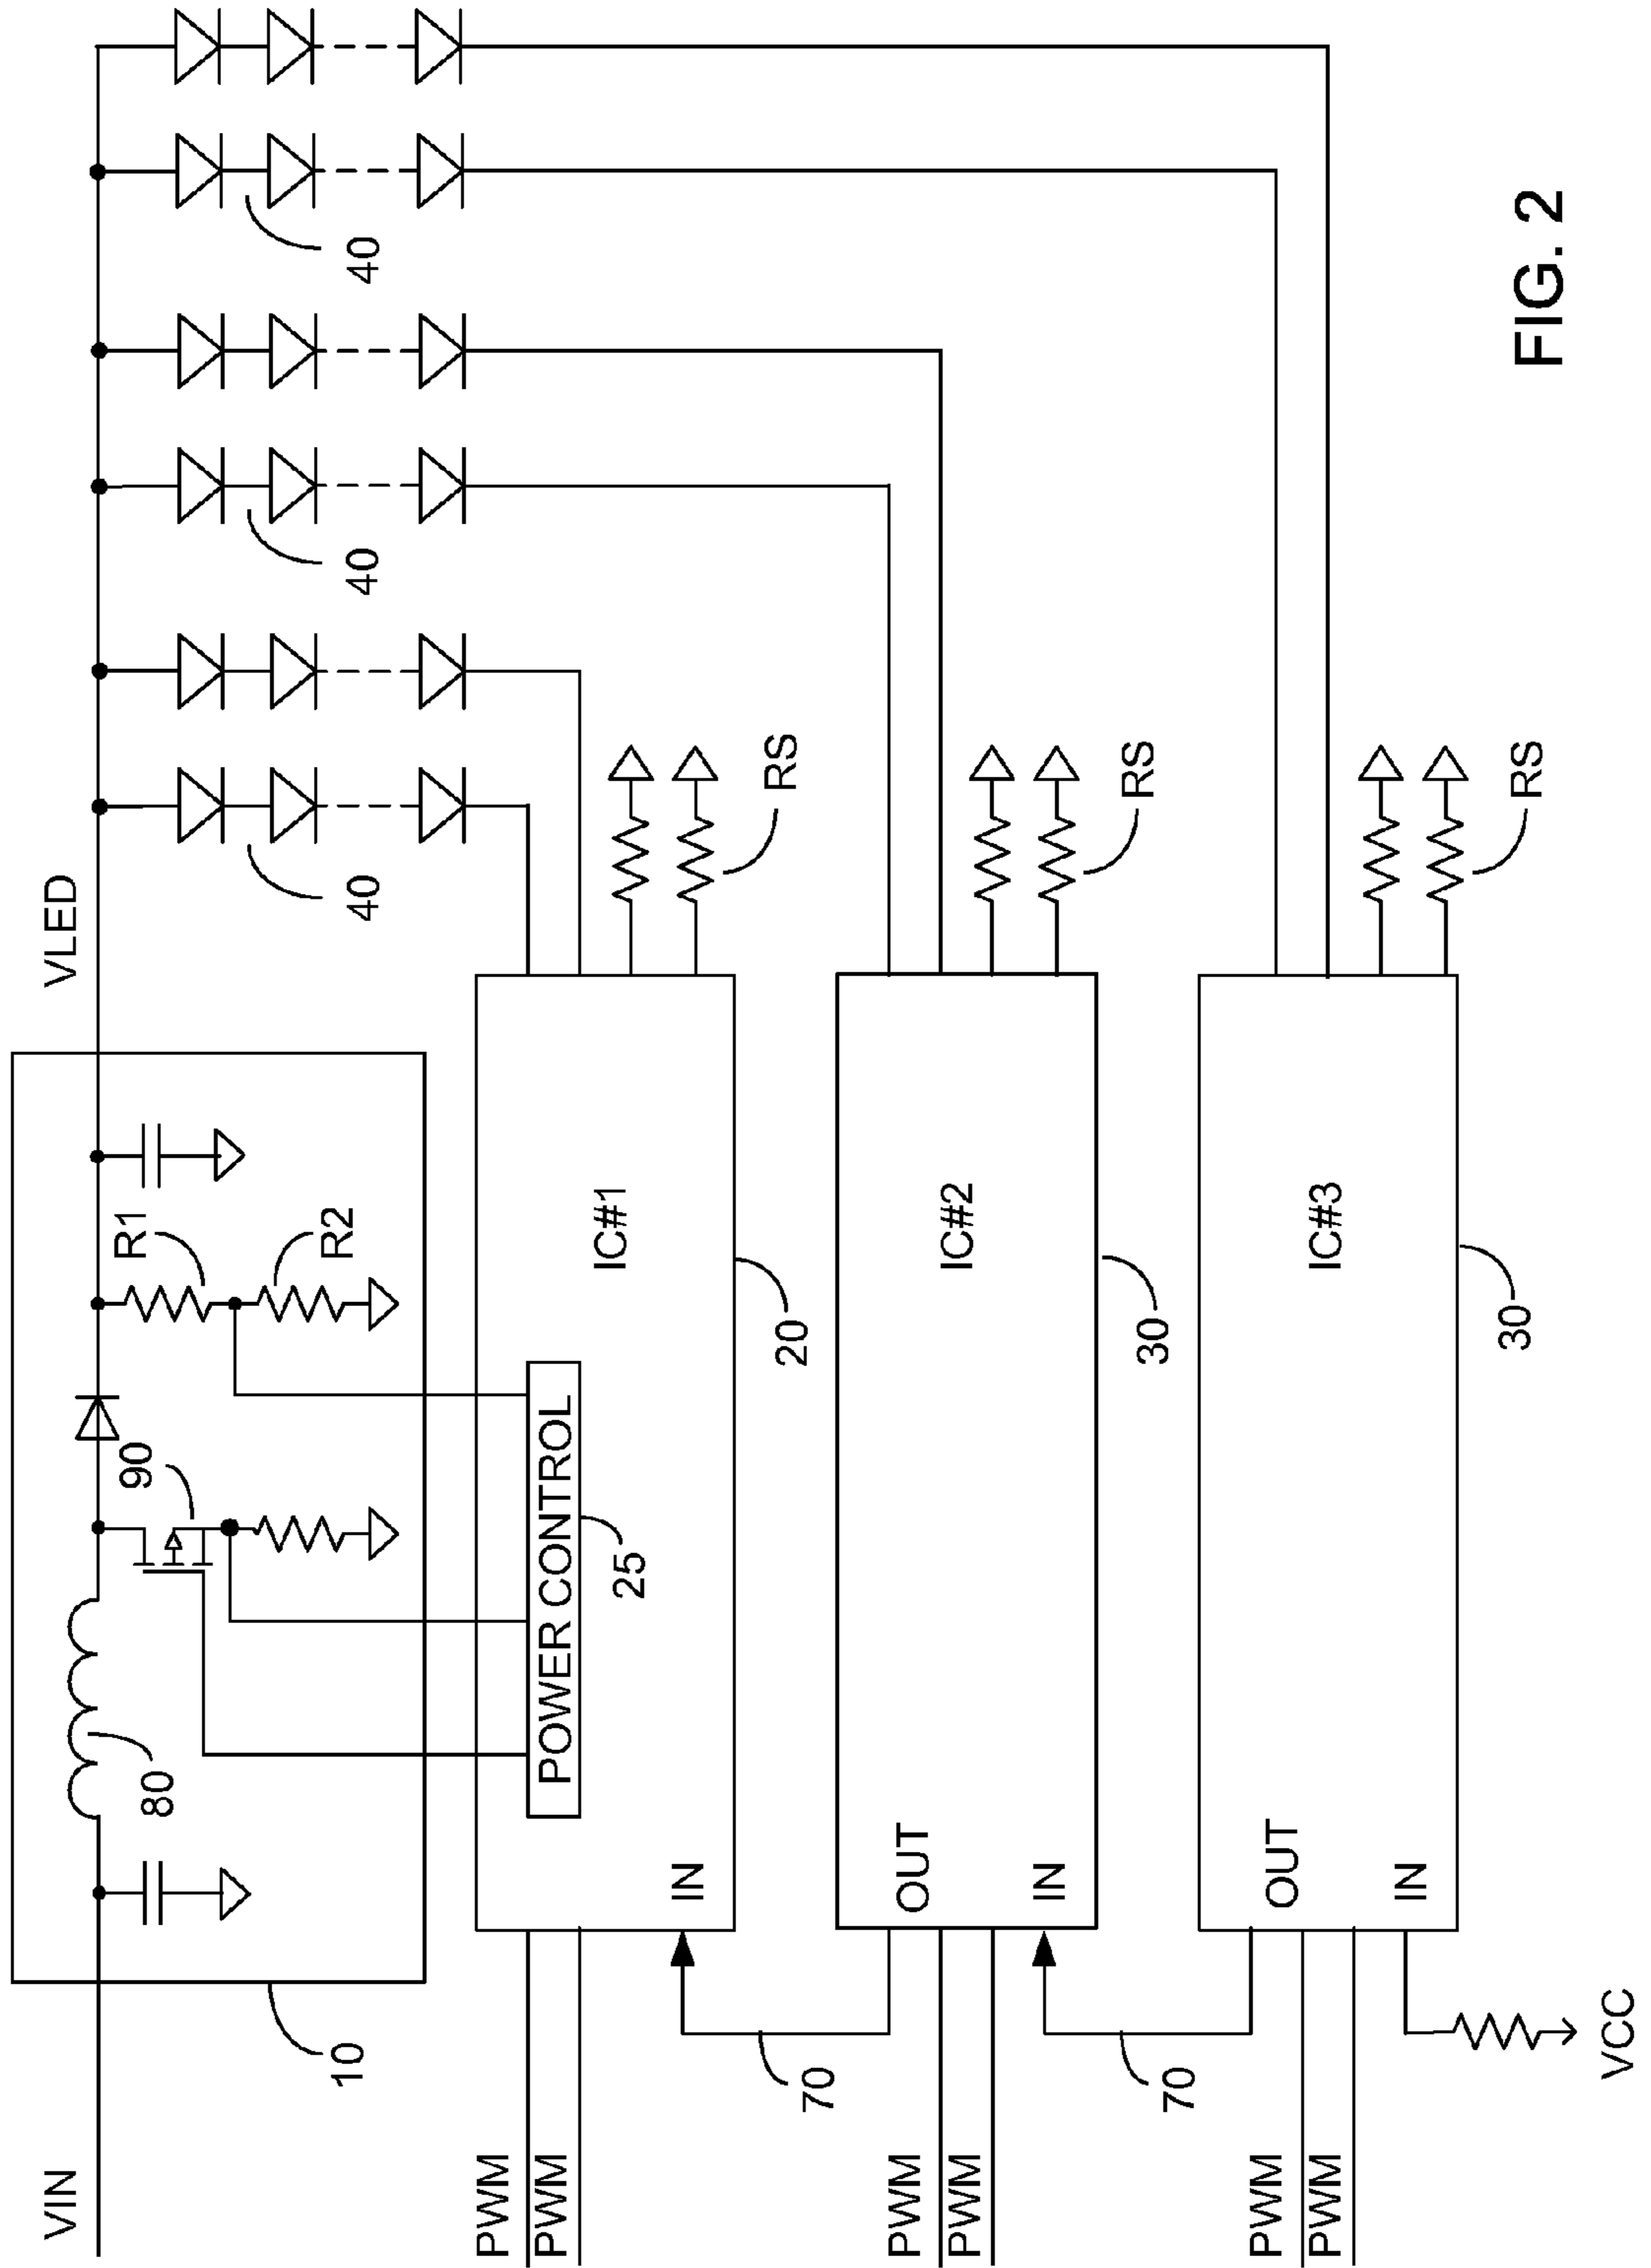 VIN
VLED
10
80
90
R1
R2
40
40
40
PWM
PWM
POWER CONTROL
25
IC#1
IN
20
RS
70
PWM
PWM
OUT
IN
IC#2
30
RS
70
PWM
PWM
OUT
IN
IC#3
30
RS
VCC
FIG. 2